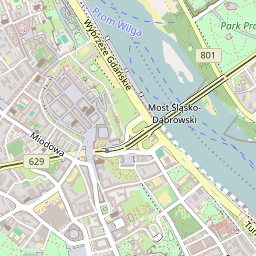 Prom Wilga
Wybrzeże Gdańskie
Park Pra
801
Most Śląsko-
Dąbrowski
Miodowa
629
Tun